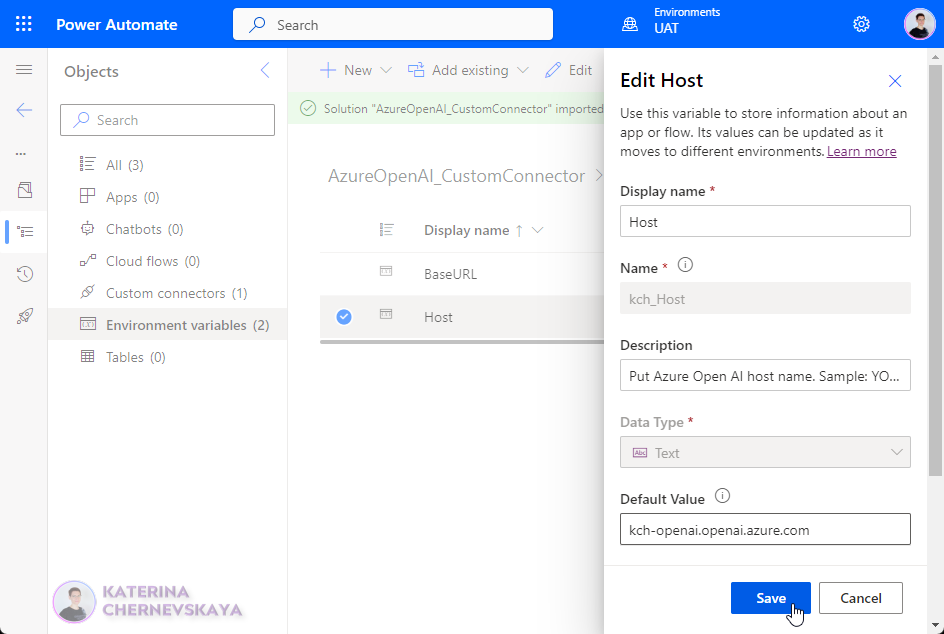 Power Automate
Search
Environments
UAT
Objects
Search
All (3)
Apps (0)
Chatbots (0)
Cloud flows (0)
Custom connectors (1)
Environment variables (2)
Tables (0)
New
Add existing
Edit
Solution "AzureOpenAI_CustomConnector" imported
AzureOpenAI_CustomConnector
Display name ↑
BaseURL
Host
Edit Host
Use this variable to store information about an
app or flow. Its values can be updated as it
moves to different environments. Learn more
Display name *
Host
Name *
kch_Host
Description
Put Azure Open AI host name. Sample: YO...
Data Type *
Abc Text
Default Value
kch-openai.openai.azure.com
Save
Cancel
KATERINA
CHERNEVSKAYA